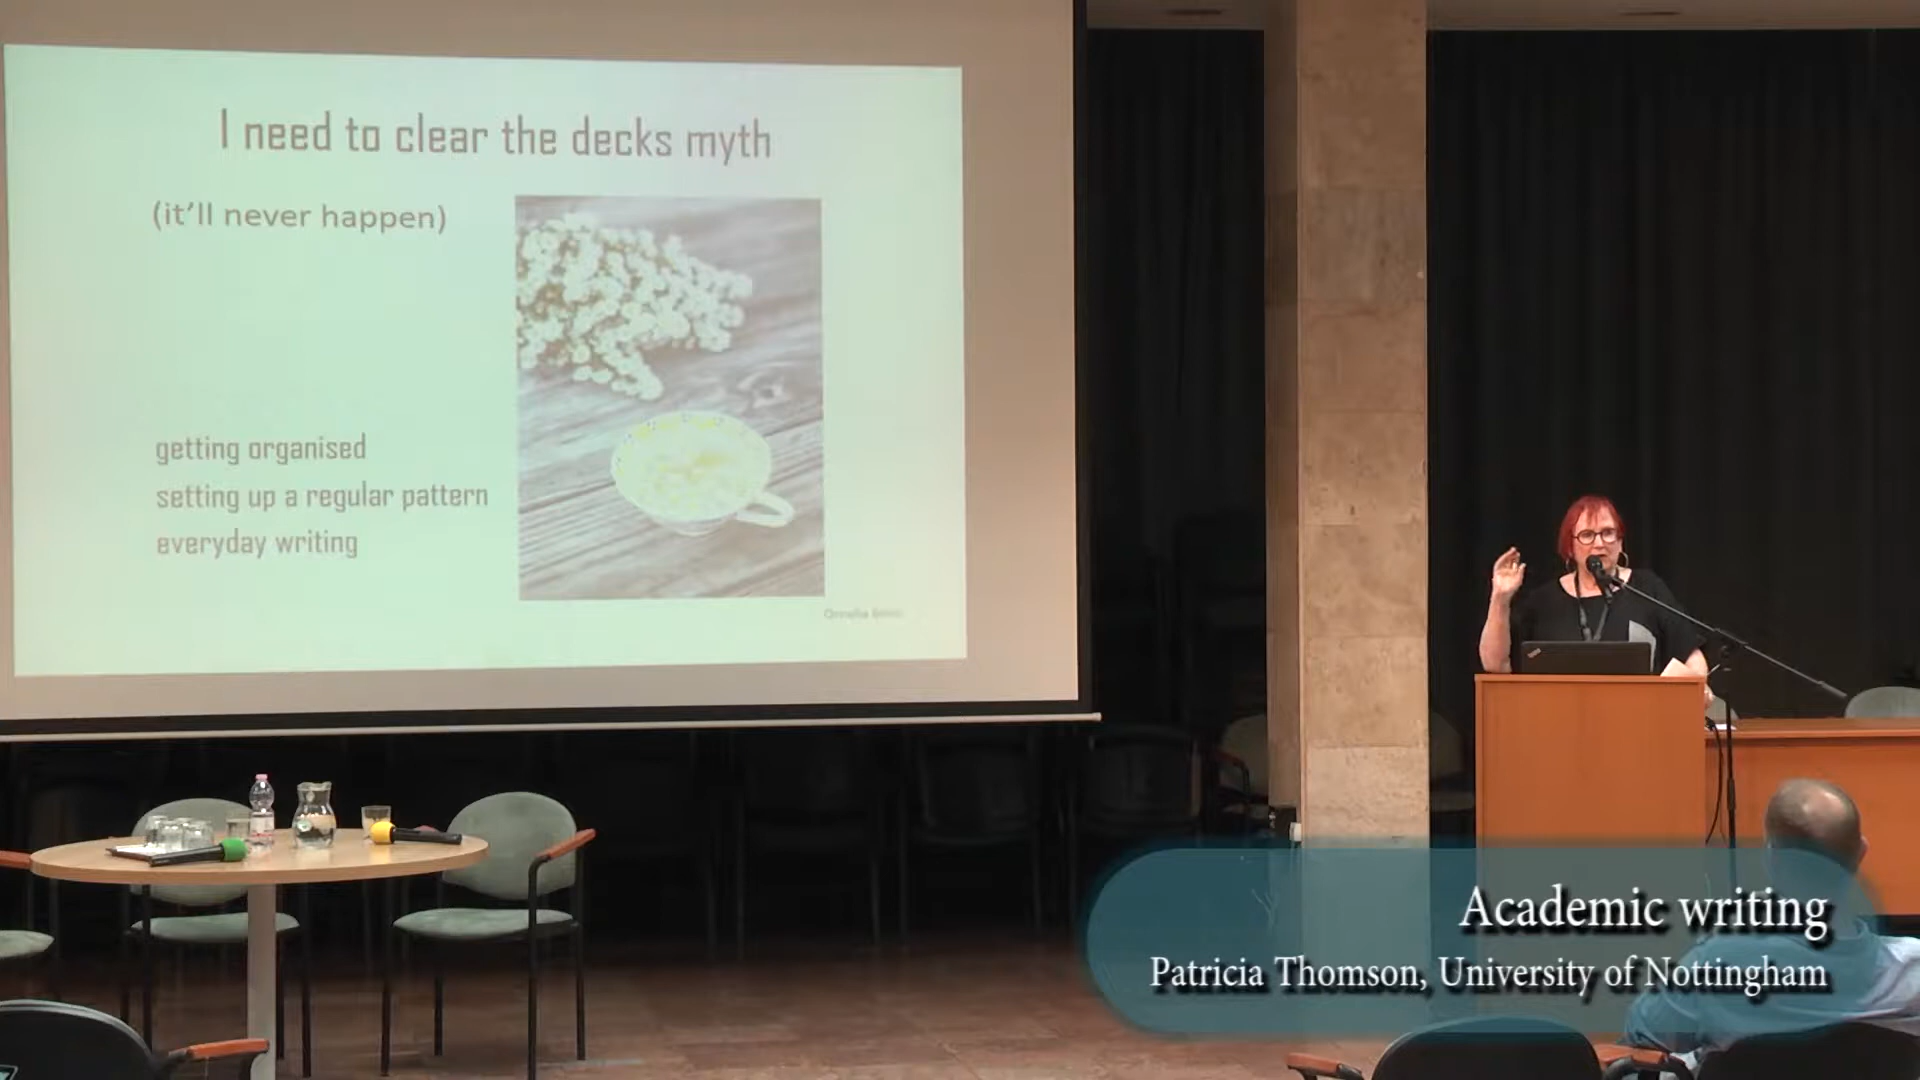 I need to clear the decks myth
(it'll never happen)
getting organised
setting up a regular pattern
everyday writing
Academic writing
Patricia Thomson, University of Nottingham